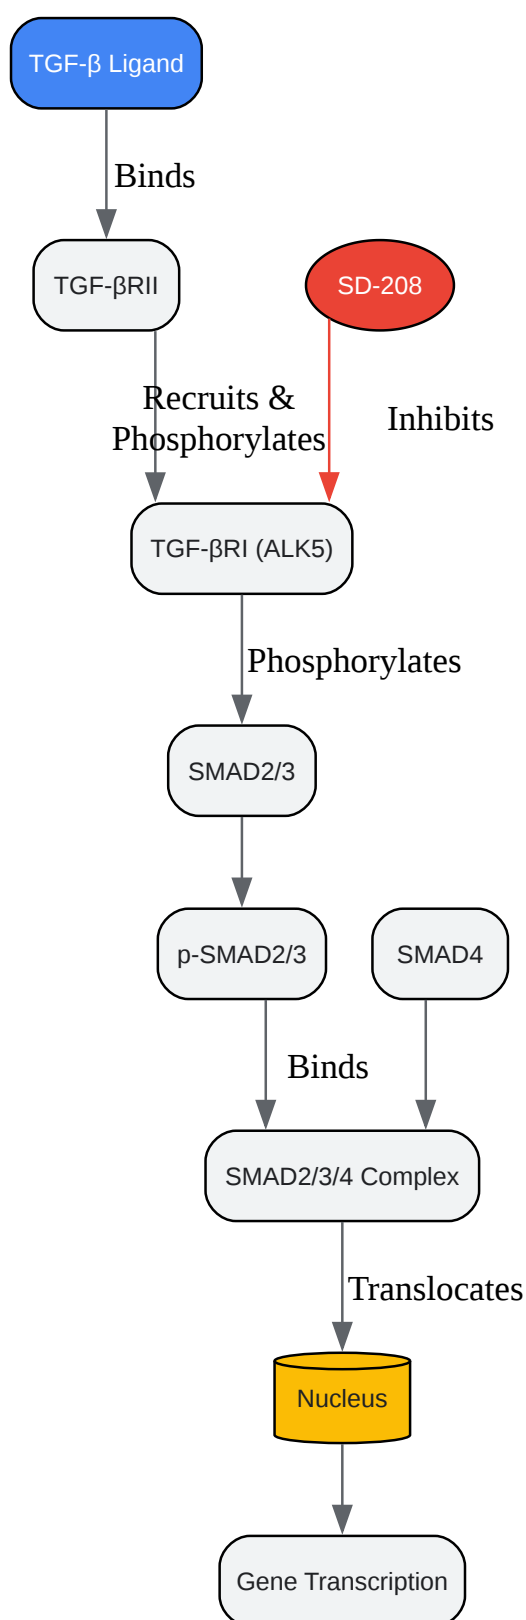 TGF-β Ligand
Binds
TGF-βRII
SD-208
Recruits &
Phosphorylates
Inhibits
TGF-βRI (ALK5)
Phosphorylates
SMAD2/3
p-SMAD2/3
SMAD4
Binds
SMAD2/3/4 Complex
Translocates
Nucleus
Gene Transcription